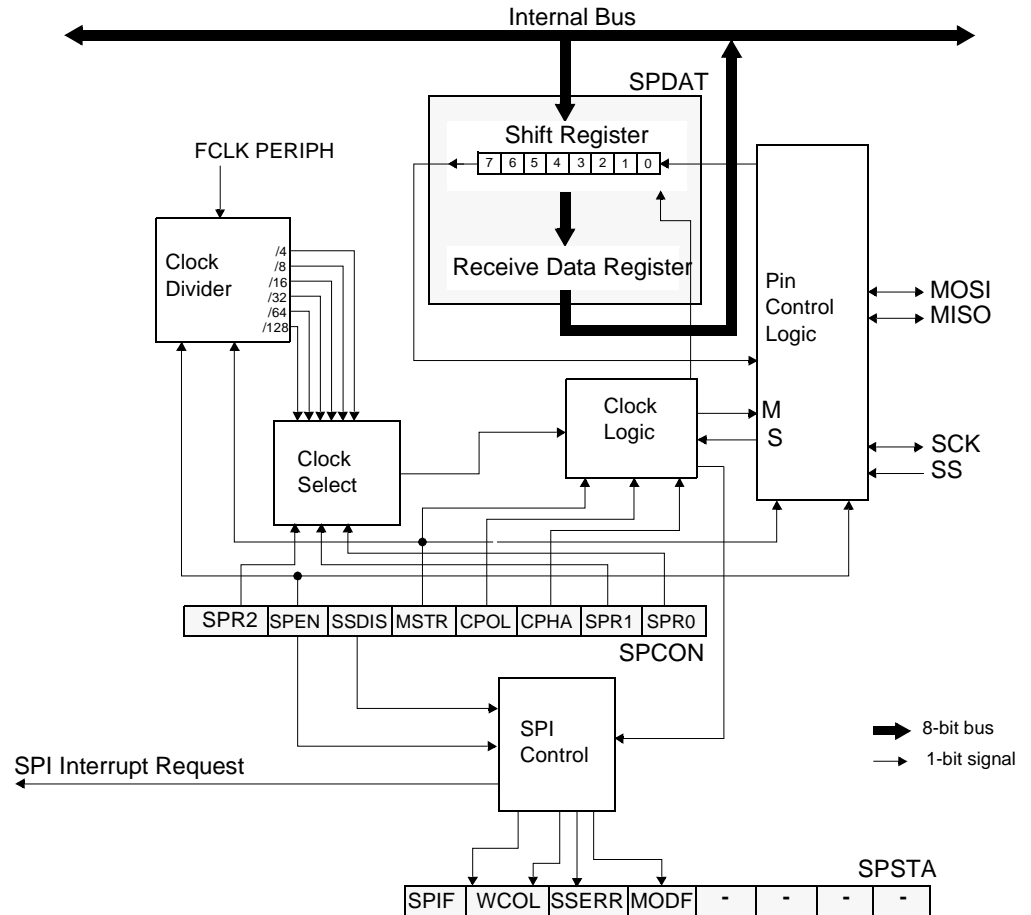 Internal Bus
SPDAT
Shift Register
7 6 5 4 3 2 1 0
FCLK PERIPH
Clock
Divider
/4
/8
/16
/32
/64
/128
Receive Data Register
Pin
Control
Logic
MOSI
MISO
Clock
Logic
M
S
SCK
SS
Clock
Select
SPR2 SPEN SSDIS MSTR CPOL CPHA SPR1 SPR0
SPCON
SPI
Control
8-bit bus
1-bit signal
SPI Interrupt Request
SPSTA
SPIF WCOL SSERR MODF - - - -